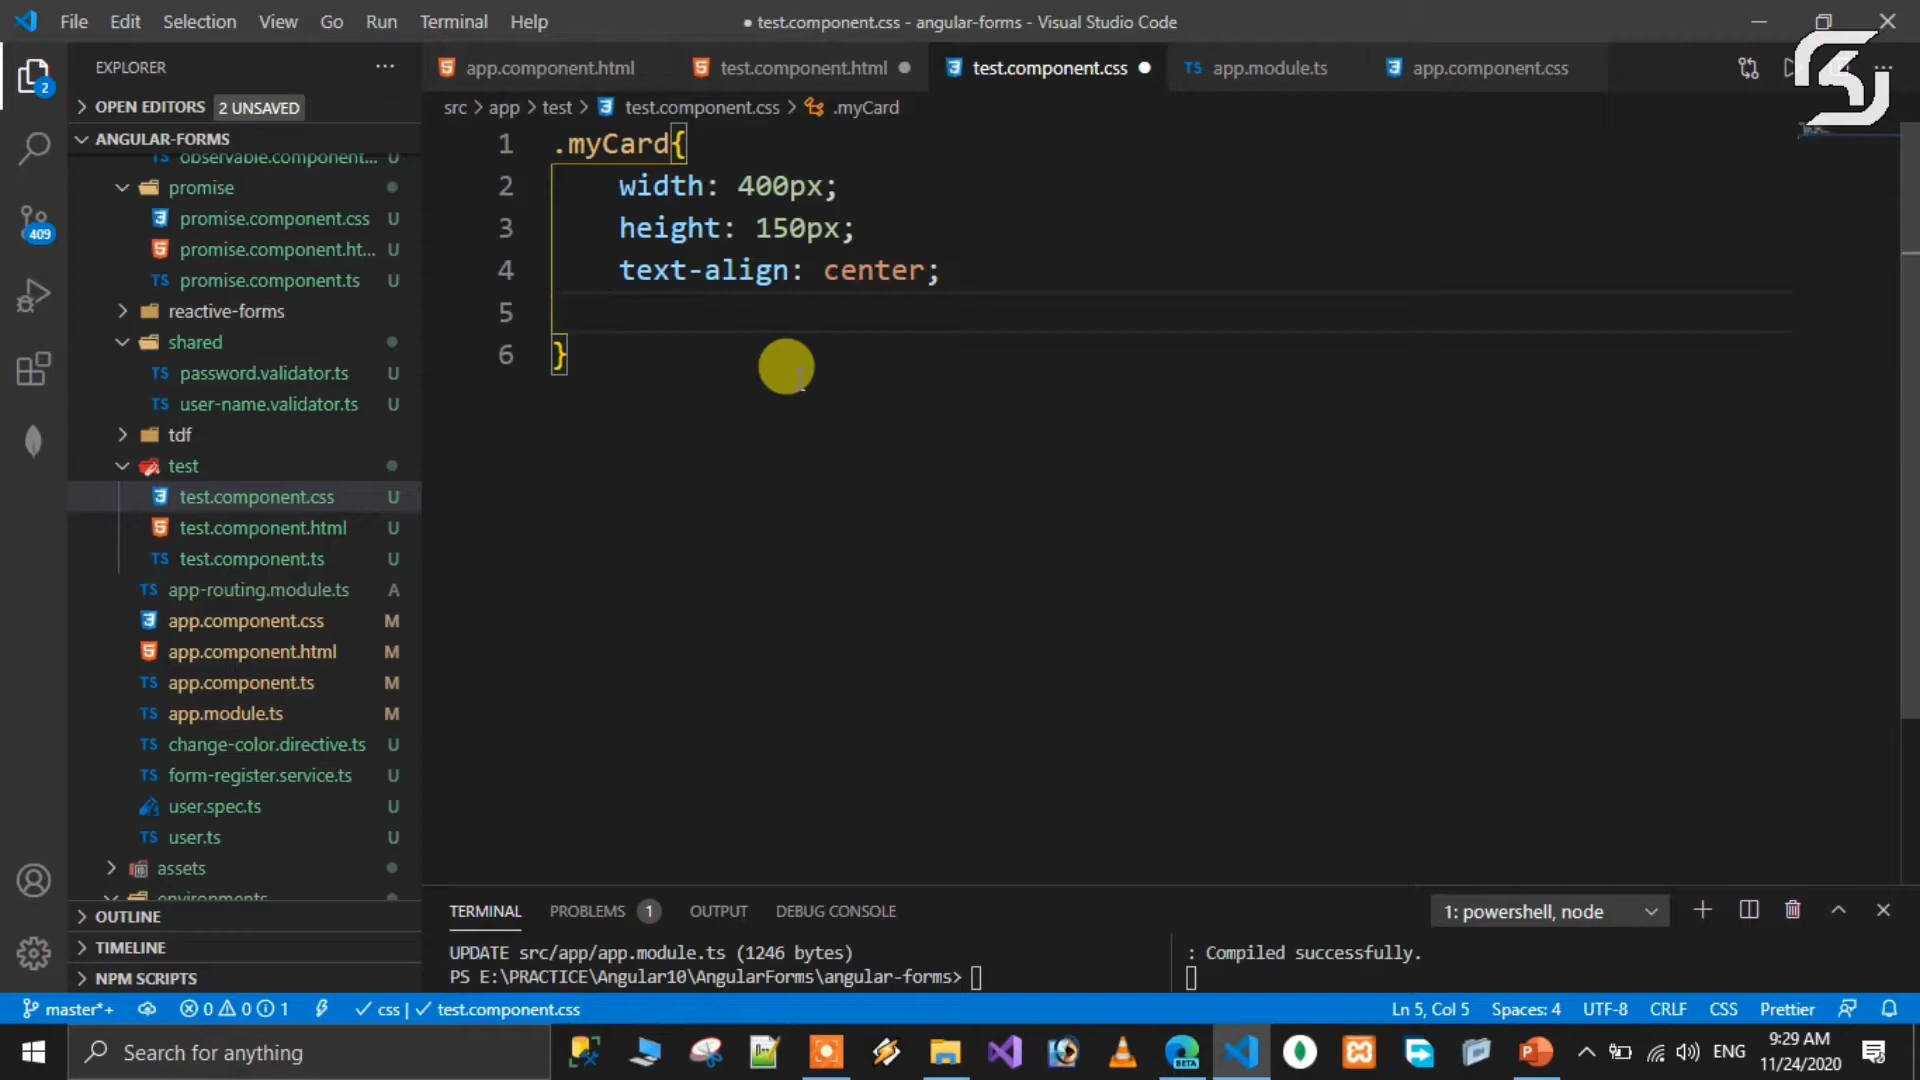 File Edit Selection View Go Run Terminal Help
● test.component.css - angular-forms - Visual Studio Code
EXPLORER
OPEN EDITORS 2 UNSAVED
ANGULAR-FORMS
observable.component... U
promise
promise.component.css U
promise.component.ht... U
promise.component.ts U
reactive-forms
shared
password.validator.ts U
user-name.validator.ts U
tdf
test
test.component.css U
test.component.html U
test.component.ts U
app-routing.module.ts A
app.component.css M
app.component.html M
app.component.ts M
app.module.ts M
change-color.directive.ts U
form-register.service.ts U
user.spec.ts U
user.ts U
assets
environments
OUTLINE
TIMELINE
NPM SCRIPTS
2
409
app.component.html test.component.html test.component.css app.module.ts app.component.css
src > app > test > test.component.css > .myCard
1 .myCard{
2 width: 400px;
3 height: 150px;
4 text-align: center;
5
6 }
TERMINAL PROBLEMS 1 OUTPUT DEBUG CONSOLE 1: powershell, node
UPDATE src/app/app.module.ts (1246 bytes)
PS E:\PRACTICE\Angular10\AngularForms\angular-forms>
: Compiled successfully.
master*+ 0 0 1 ✓ css | ✓ test.component.css Ln 5, Col 5 Spaces: 4 UTF-8 CRLF CSS Prettier
Search for anything
BETA
ENG
9:29 AM
11/24/2020